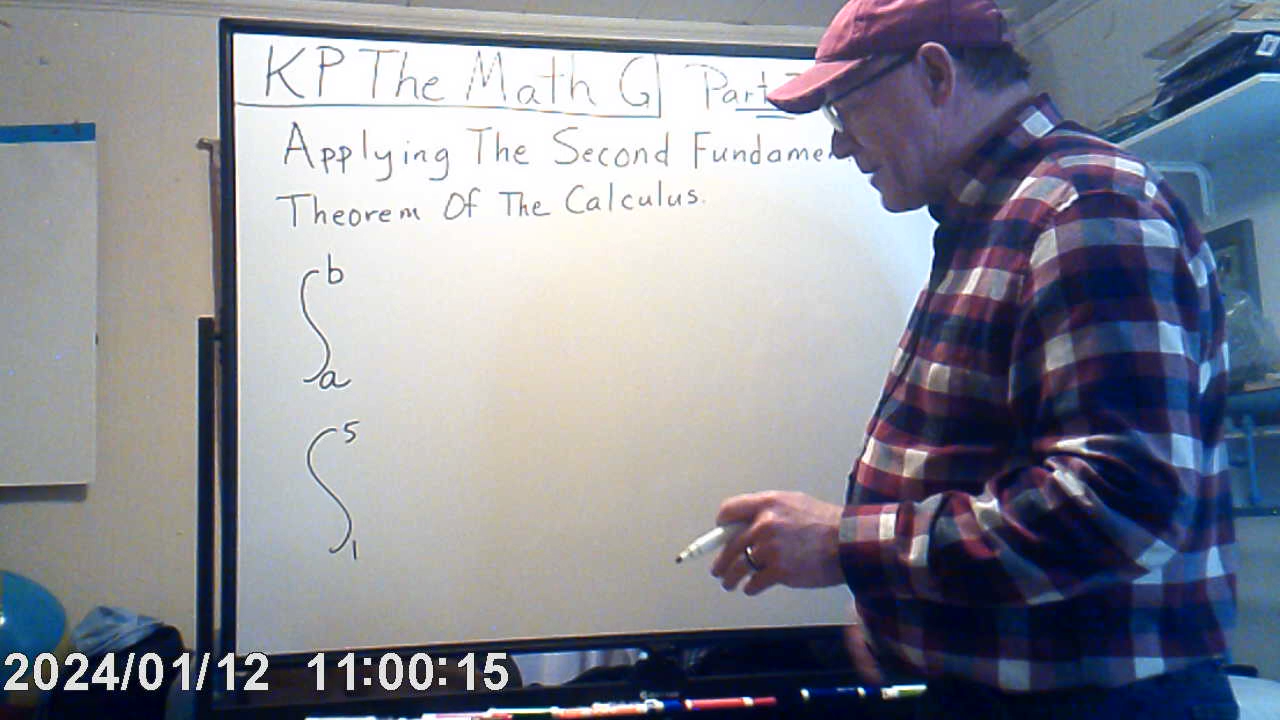 KP The Math G Part
Applying The Second
Theorem Of The Calculus.
b
∫
a
5
∫
1
2024/01/12 11:00:15